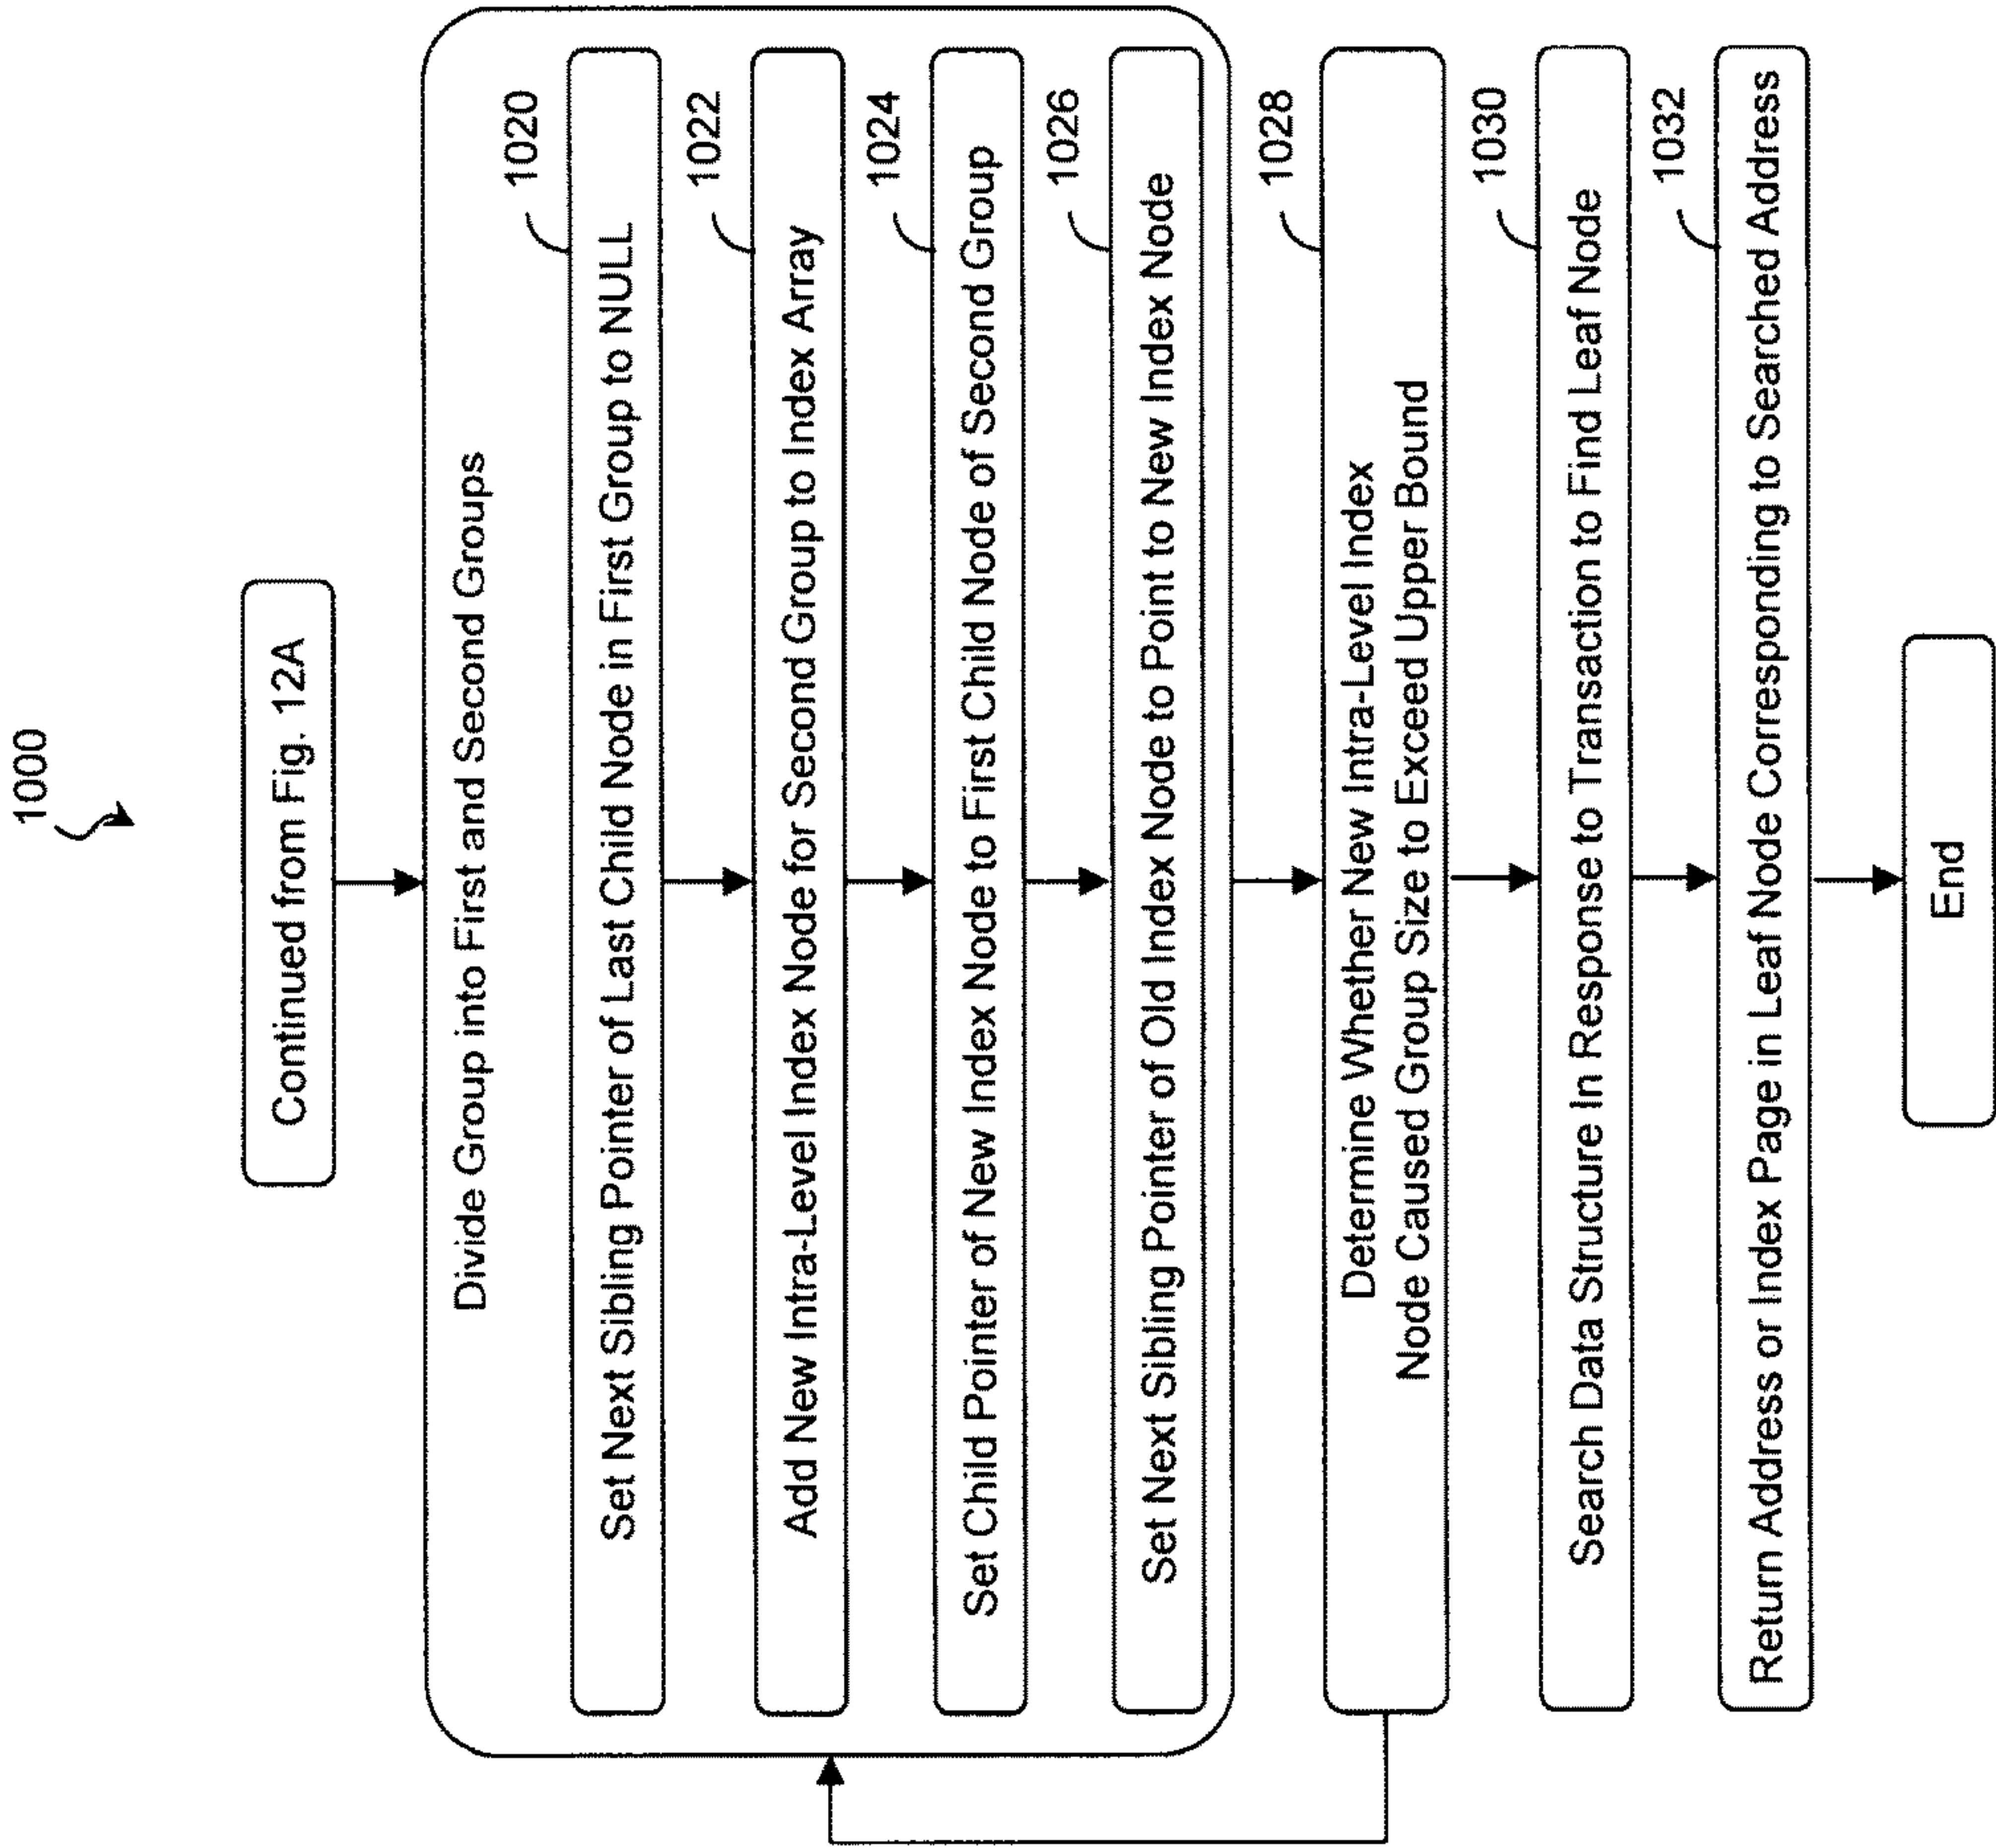 1000
Continued from Fig. 12A
Divide Group into First and Second Groups
1020
Set Next Sibling Pointer of Last Child Node in First Group to NULL
1022
Add New Intra-Level Index Node for Second Group to Index Array
1024
Set Child Pointer of New Index Node to First Child Node of Second Group
1026
Set Next Sibling Pointer of Old Index Node to Point to New Index Node
1028
Determine Whether New Intra-Level Index
Node Caused Group Size to Exceed Upper Bound
1030
Search Data Structure In Response to Transaction to Find Leaf Node
1032
Return Address or Index Page in Leaf Node Corresponding to Searched Address
End